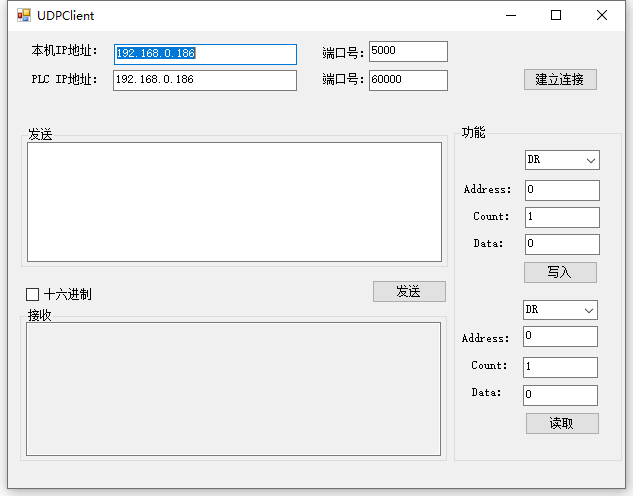 UDPClient
本机IP地址: 192.168.0.186 端口号: 5000
PLC IP地址: 192.168.0.186 端口号: 60000 建立连接
发送
功能
DR
Address: 0
Count: 1
Data: 0
写入
十六进制 发送
接收
DR
Address: 0
Count: 1
Data: 0
读取